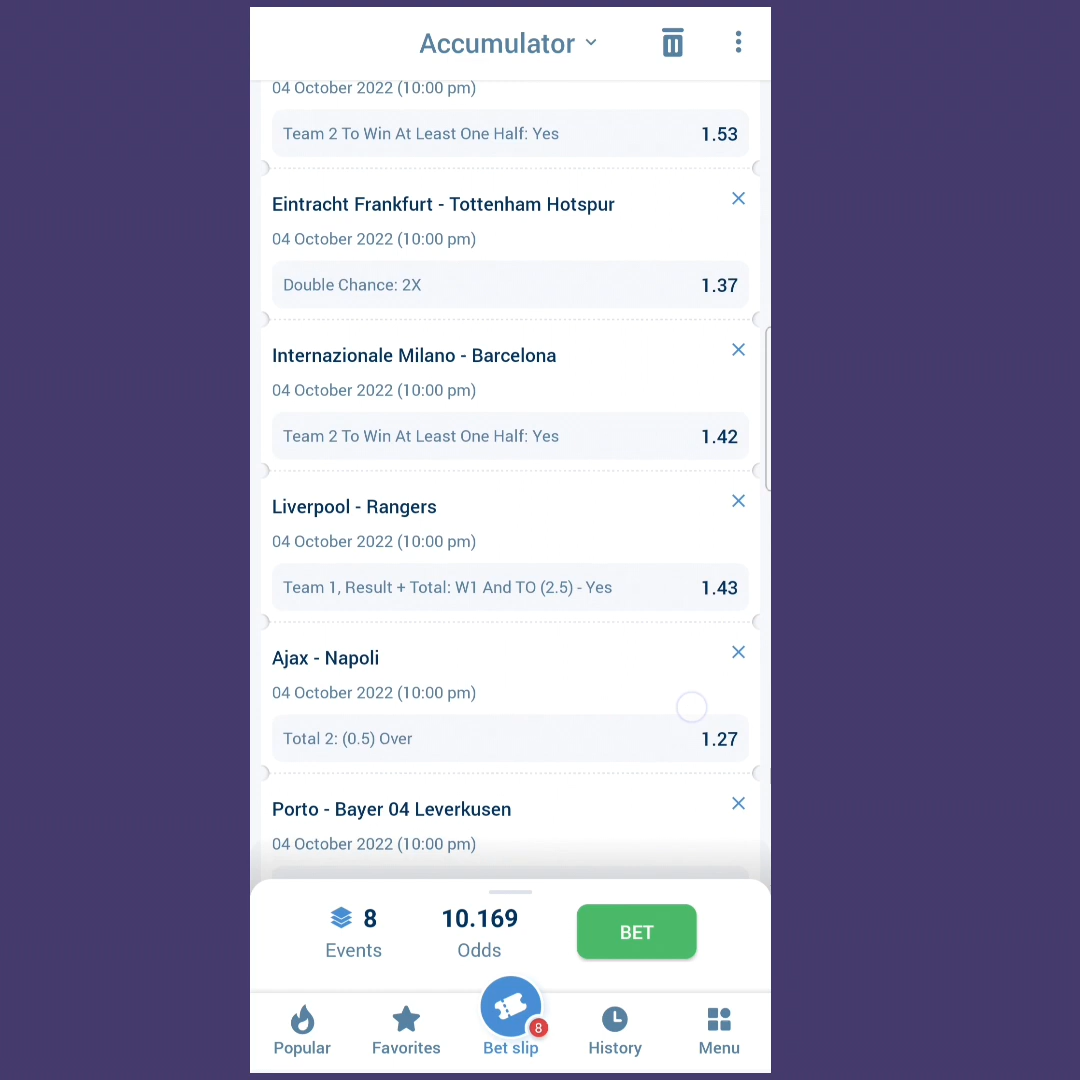 Accumulator
04 October 2022 (10:00 pm)
Team 2 To Win At Least One Half: Yes 1.53
Eintracht Frankfurt - Tottenham Hotspur
04 October 2022 (10:00 pm)
Double Chance: 2X 1.37
Internazionale Milano - Barcelona
04 October 2022 (10:00 pm)
Team 2 To Win At Least One Half: Yes 1.42
Liverpool - Rangers
04 October 2022 (10:00 pm)
Team 1, Result + Total: W1 And TO (2.5) - Yes 1.43
Ajax - Napoli
04 October 2022 (10:00 pm)
Total 2: (0.5) Over 1.27
Porto - Bayer 04 Leverkusen
04 October 2022 (10:00 pm)
8 10.169 BET
Events Odds
8
Popular Favorites Bet slip History Menu